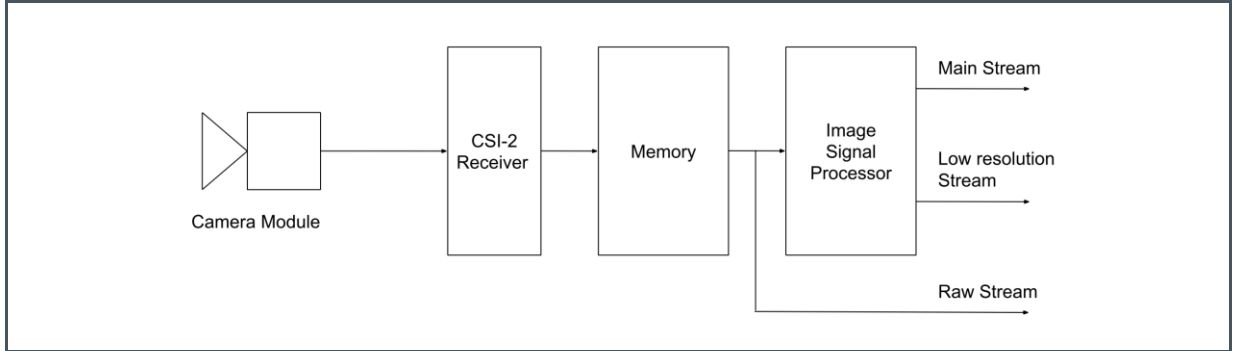 Camera Module
CSI-2
Receiver
Memory
Image
Signal
Processor
Main Stream
Low resolution
Stream
Raw Stream